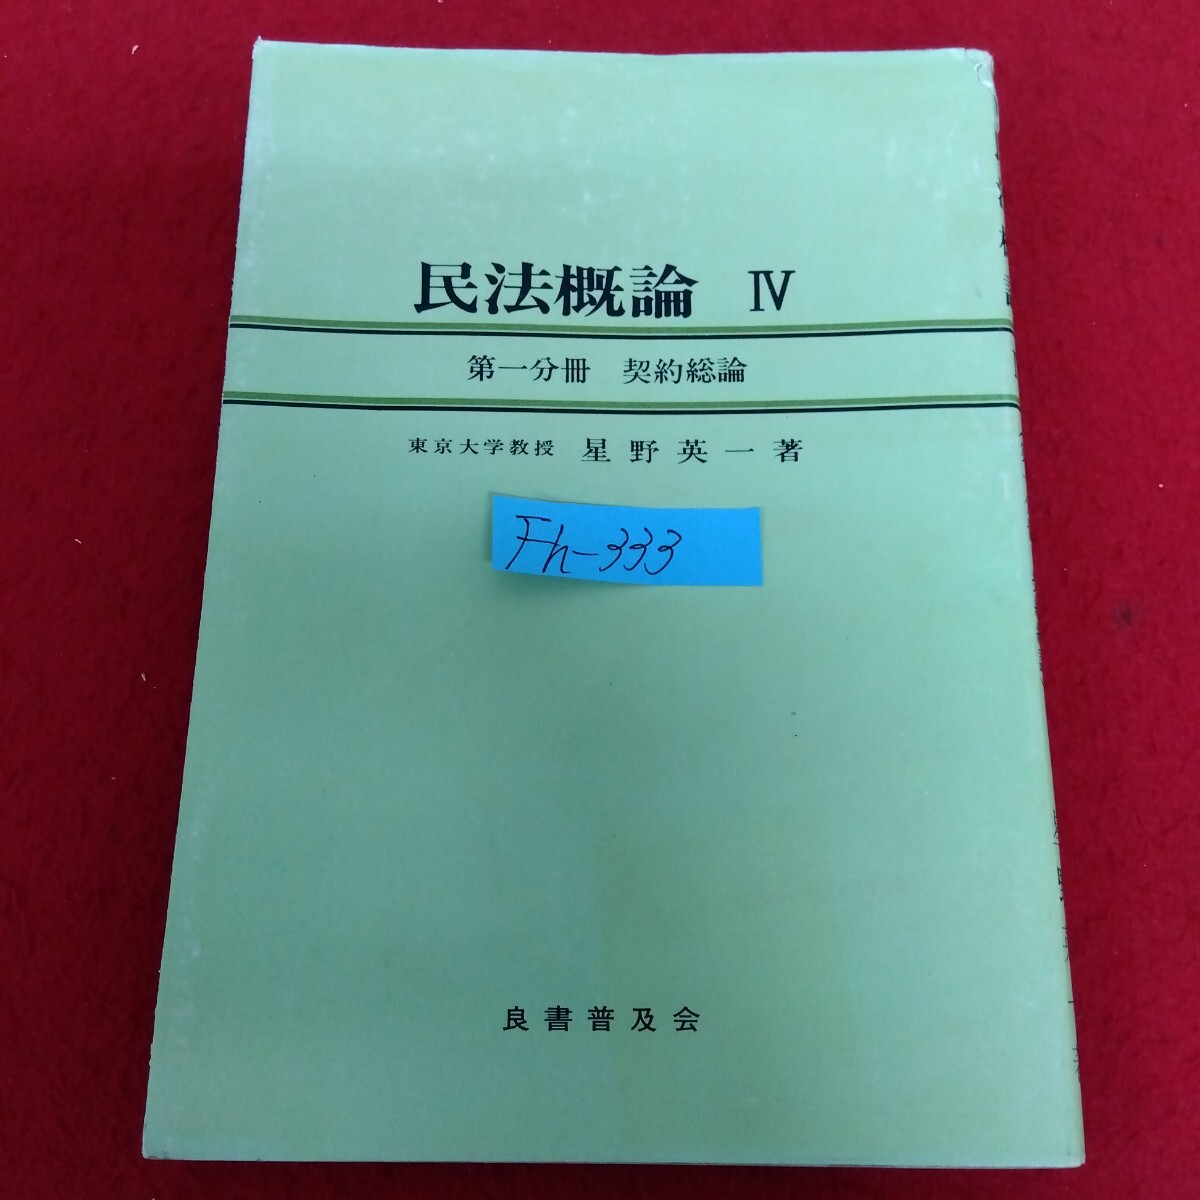 民法概論 Ⅳ
第一分冊 契約総論
東京大学教授 星野英一著
Fh-333
良書普及会